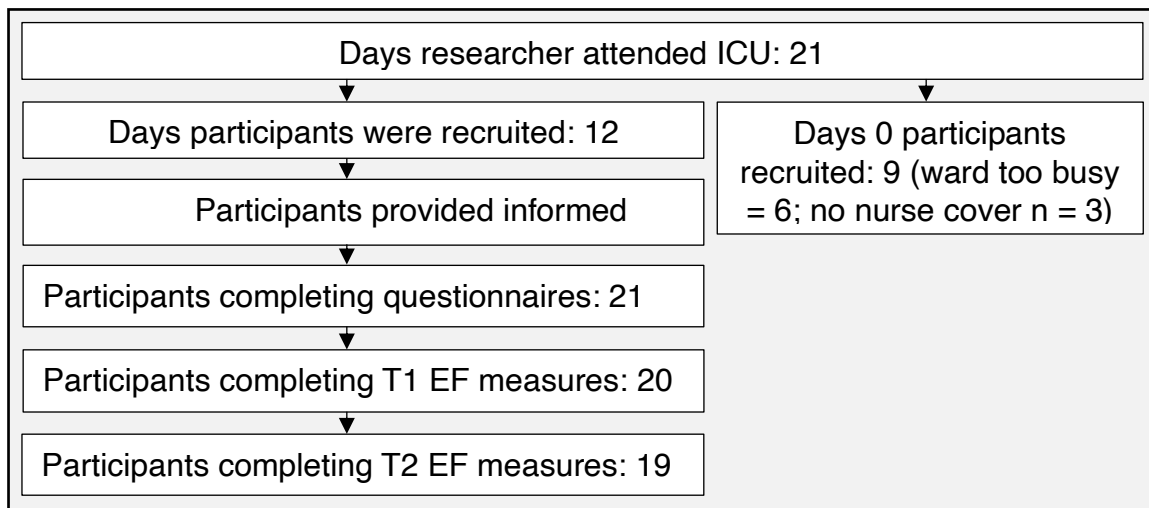 Days researcher attended ICU: 21
Days participants were recruited: 12
Days 0 participants
recruited: 9 (ward too busy
= 6; no nurse cover n = 3)
Participants provided informed
Participants completing questionnaires: 21
Participants completing T1 EF measures: 20
Participants completing T2 EF measures: 19